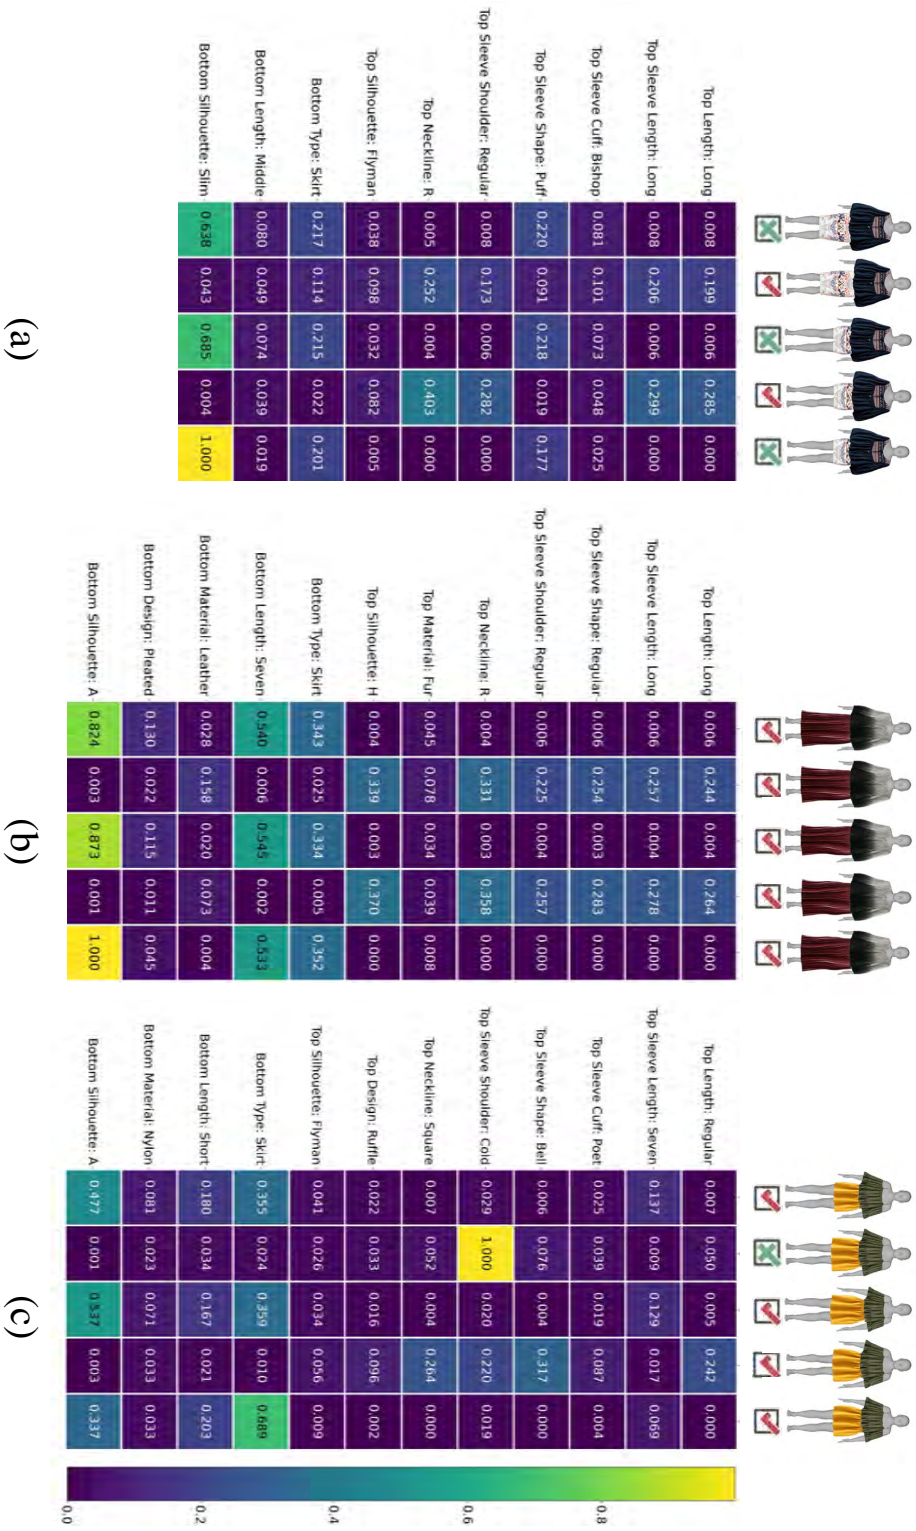 Top Length: Long 0.008 0.199 0.006 0.285 0.000
Top Sleeve Length: Long 0.008 0.206 0.006 0.299 0.000
Top Sleeve Cuff: Bishop 0.081 0.101 0.073 0.048 0.025
Top Sleeve Shape: Puff 0.220 0.091 0.218 0.019 0.177
Top Sleeve Shoulder: Regular 0.008 0.173 0.006 0.282 0.000
Top Neckline: R 0.005 0.252 0.004 0.403 0.000
Top Silhouette: Flyman 0.038 0.098 0.032 0.082 0.005
Bottom Type: Skirt 0.217 0.114 0.215 0.022 0.201
Bottom Length: Middle 0.080 0.049 0.074 0.039 0.019
Bottom Silhouette: Slim 0.638 0.043 0.685 0.004 1.000
(a)
Top Length: Long 0.006 0.244 0.004 0.264 0.000
Top Sleeve Length: Long 0.006 0.257 0.004 0.278 0.000
Top Sleeve Shape: Regular 0.006 0.254 0.003 0.283 0.000
Top Sleeve Shoulder: Regular 0.006 0.225 0.004 0.257 0.000
Top Neckline: R 0.004 0.331 0.003 0.358 0.000
Top Material: Fur 0.045 0.078 0.034 0.039 0.008
Top Silhouette: H 0.004 0.339 0.003 0.370 0.000
Bottom Type: Skirt 0.343 0.025 0.334 0.005 0.352
Bottom Length: Seven 0.540 0.006 0.545 0.002 0.533
Bottom Material: Leather 0.028 0.158 0.020 0.073 0.004
Bottom Design: Pleated 0.130 0.022 0.115 0.011 0.045
Bottom Silhouette: A 0.824 0.003 0.873 0.001 1.000
(b)
Top Length: Regular 0.007 0.050 0.005 0.242 0.000
Top Sleeve Length: Seven 0.137 0.009 0.129 0.017 0.069
Top Sleeve Cuff: Poet 0.025 0.039 0.019 0.087 0.004
Top Sleeve Shape: Bell 0.006 0.076 0.004 0.317 0.000
Top Sleeve Shoulder: Cold 0.029 1.000 0.020 0.220 0.019
Top Neckline: Square 0.007 0.052 0.004 0.264 0.000
Top Design: Ruffle 0.022 0.033 0.016 0.096 0.002
Top Silhouette: Flyman 0.041 0.026 0.034 0.056 0.009
Bottom Type: Skirt 0.355 0.024 0.359 0.010 0.689
Bottom Length: Short 0.180 0.034 0.167 0.021 0.203
Bottom Material: Nylon 0.081 0.023 0.071 0.033 0.033
Bottom Silhouette: A 0.477 0.001 0.537 0.003 0.337
(c)
0.8
0.6
0.4
0.2
0.0